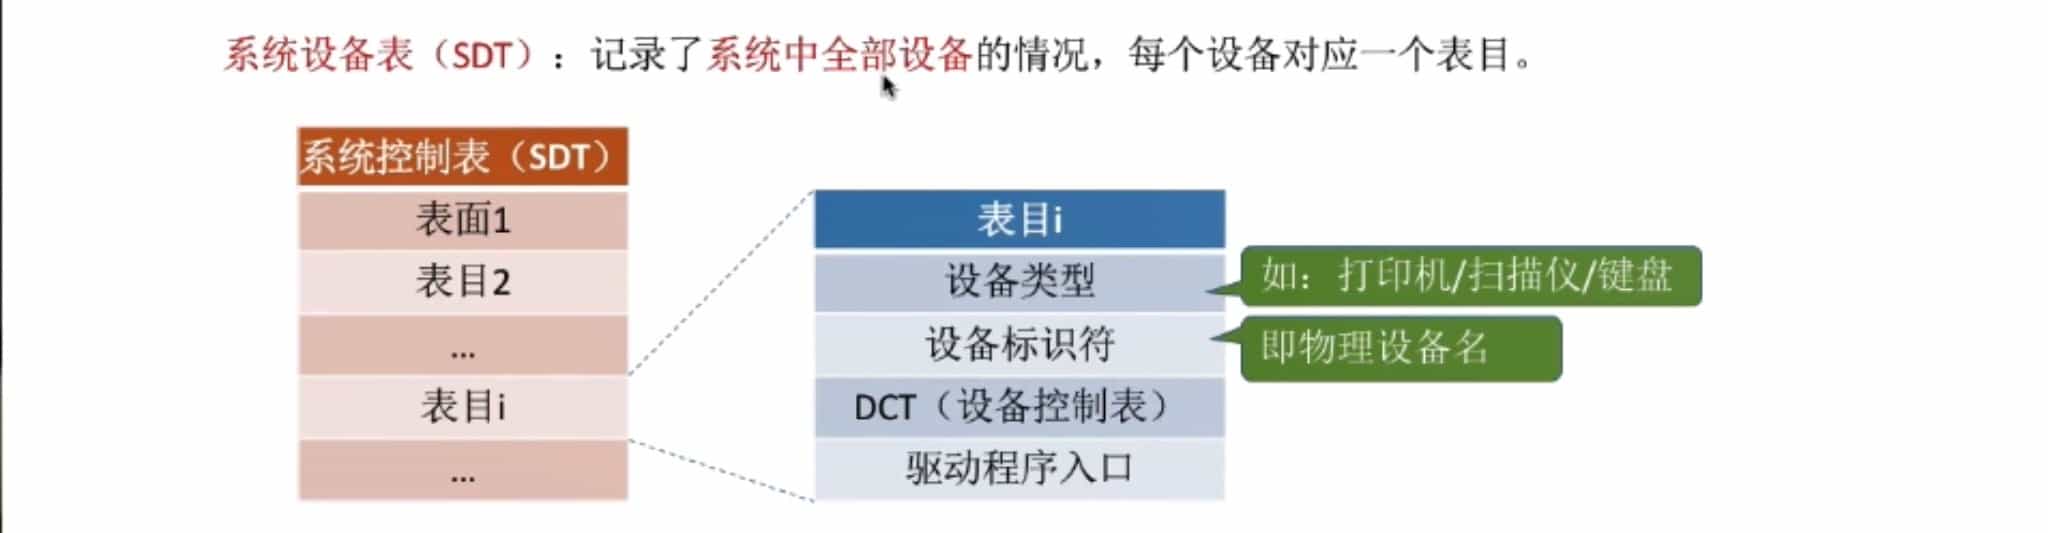 系统设备表（SDT）：记录了系统中全部设备的情况，每个设备对应一个表目。
系统控制表（SDT）
表面1
表目2
...
表目i
...
表目i
设备类型
设备标识符
DCT（设备控制表）
驱动程序入口
如：打印机/扫描仪/键盘
即物理设备名